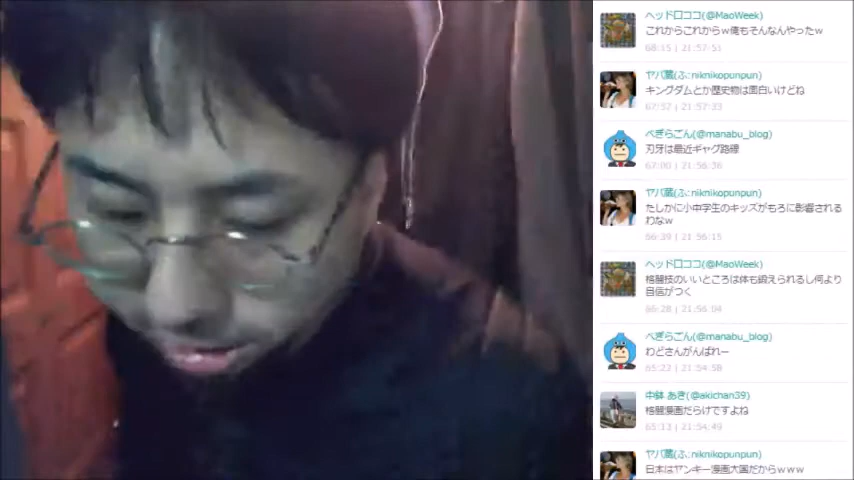 ヘッドロココ(@MaoWeek)
これからこれからｗ俺もそんなんやったｗ
68:15 | 21:57:51
ヤバ蔵(ふ::niknikopunpun)
キングダムとか歴史物は面白いけどね
67:57 | 21:57:33
べぎらごん(@manabu_blog)
刃牙は最近ギャグ路線
67:00 | 21:56:36
ヤバ蔵(ふ::niknikopunpun)
たしかに小中学生のキッズがもろに影響される
わなｗ
66:39 | 21:56:15
ヘッドロココ(@MaoWeek)
格闘技のいいところは体も鍛えられるし何より
自信がつく
66:28 | 21:56:04
べぎらごん(@manabu_blog)
わどさんがんばれー
65:22 | 21:54:58
中鉢 あき(@akichan39)
格闘漫画だらけですよね
65:13 | 21:54:49
ヤバ蔵(ふ::niknikopunpun)
日本はヤンキー漫画大国だからｗｗｗ